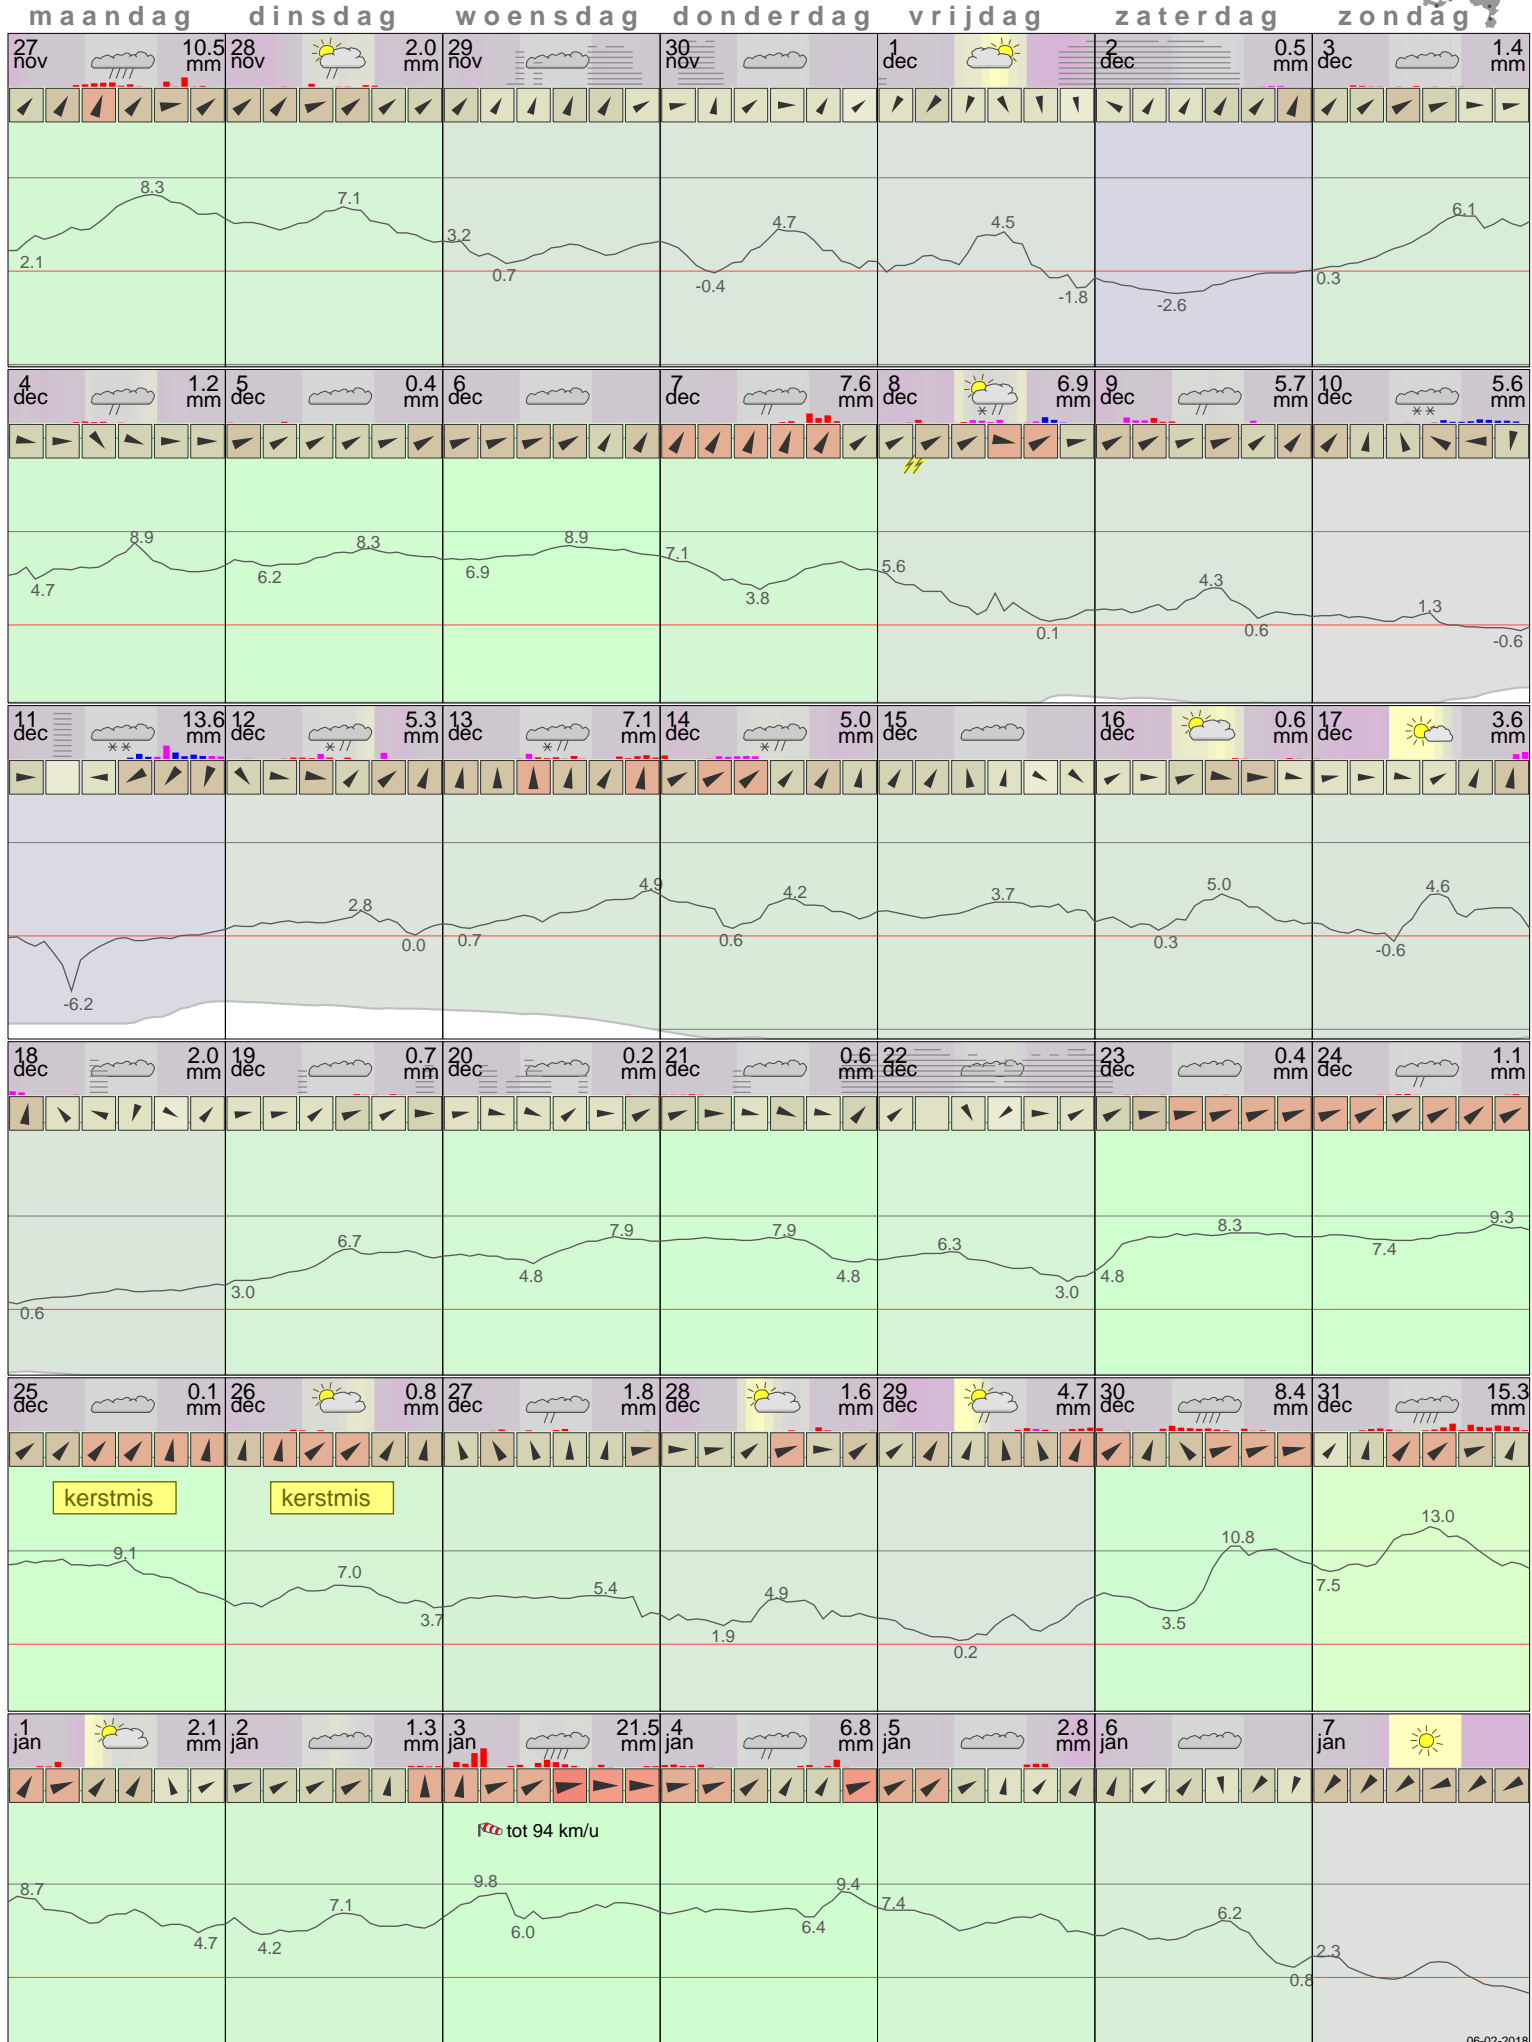 maandag dinsdag woensdag donderdag vrijdag zaterdag zondag
27 nov 10.5 mm 28 nov 2.0 mm 29 nov 30 nov 1 dec 2 dec 0.5 mm 3 dec 1.4 mm
8.3 7.1 3.2 4.7 4.5 6.1
2.1 0.7 -0.4 -1.8 -2.6 0.3
4 dec 1.2 mm 5 dec 0.4 mm 6 dec 7 dec 7.6 mm 8 dec 6.9 mm 9 dec 5.7 mm 10 dec 5.6 mm
8.9 8.3 8.9 7.1 5.6 4.3 1.3
4.7 6.2 6.9 3.8 0.1 0.6 -0.6
11 dec 13.6 mm 12 dec 5.3 mm 13 dec 7.1 mm 14 dec 5.0 mm 15 dec 16 dec 0.6 mm 17 dec 3.6 mm
2.8 4.9 4.2 3.7 5.0 4.6
-6.2 0.0 0.7 0.6 0.3 -0.6
18 dec 2.0 mm 19 dec 0.7 mm 20 dec 0.2 mm 21 dec 0.6 mm 22 dec 23 dec 0.4 mm 24 dec 1.1 mm
6.7 7.9 7.9 6.3 8.3 9.3
0.6 3.0 4.8 4.8 3.0 4.8 7.4
25 dec 0.1 mm 26 dec 0.8 mm 27 dec 1.8 mm 28 dec 1.6 mm 29 dec 4.7 mm 30 dec 8.4 mm 31 dec 15.3 mm
kerstmis kerstmis
9.1 7.0 5.4 4.9 10.8 13.0
3.7 1.9 0.2 3.5 7.5
1 jan 2.1 mm 2 jan 1.3 mm 3 jan 21.5 mm 4 jan 6.8 mm 5 jan 2.8 mm 6 jan 7 jan
tot 94 km/u
8.7 7.1 9.8 9.4 7.4 6.2 2.3
4.7 4.2 6.0 6.4 0.8
06-02-2018